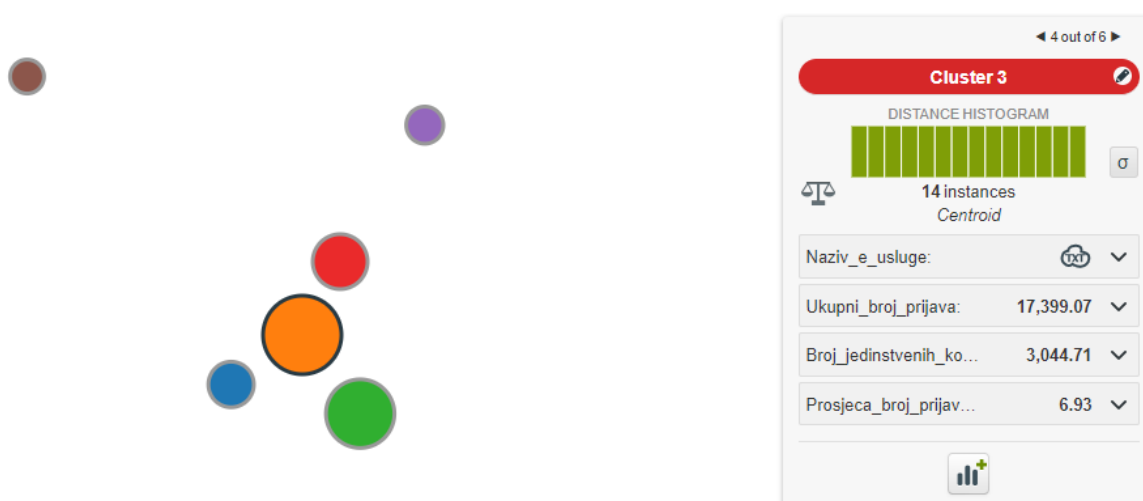 ◀ 4 out of 6 ▶
Cluster 3
DISTANCE HISTOGRAM
σ
14 instances
Centroid
Naziv_e_usluge: TXT
Ukupni_broj_prijava: 17,399.07
Broj_jedinstvenih_ko... 3,044.71
Prosjeca_broj_prijav... 6.93